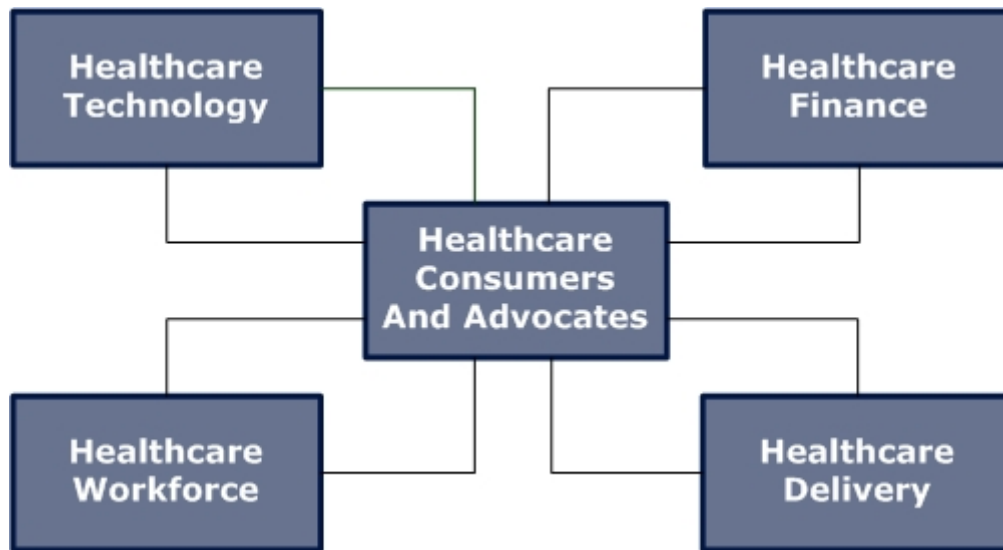 Healthcare
Technology
Healthcare
Finance
Healthcare
Consumers
And Advocates
Healthcare
Workforce
Healthcare
Delivery